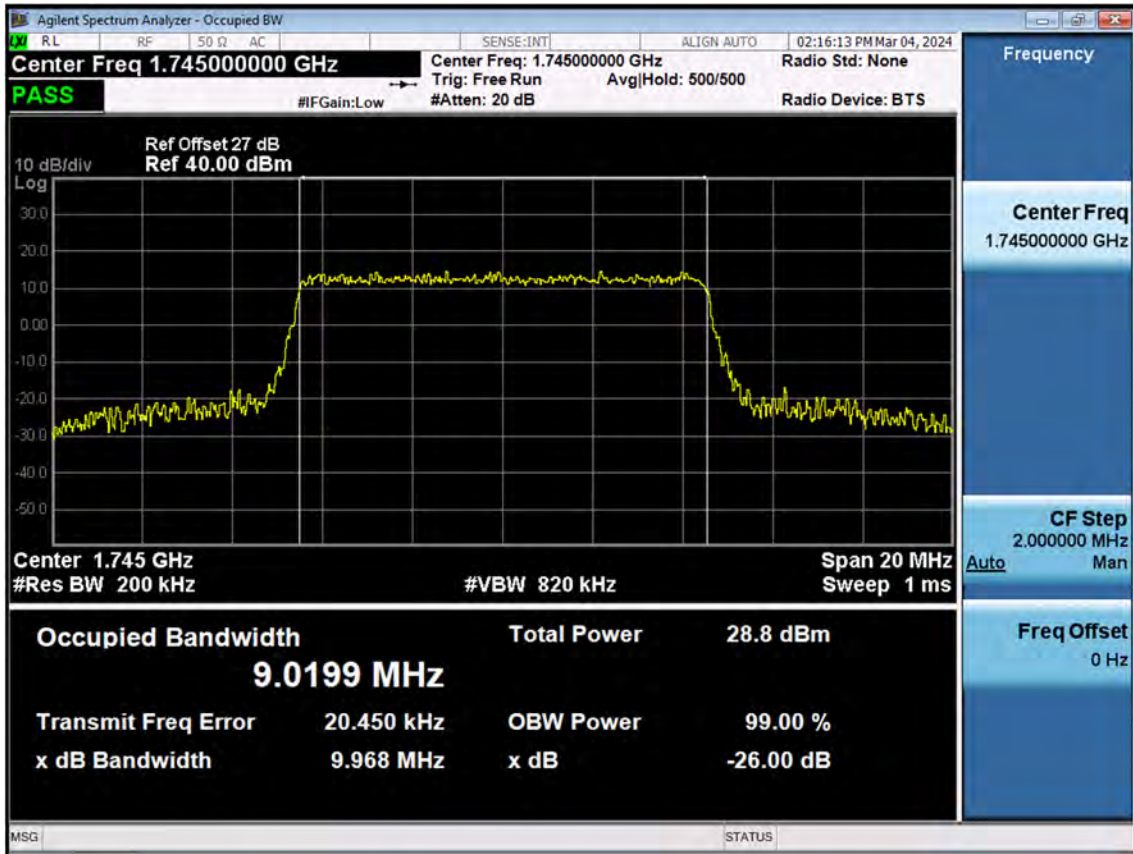 Agilent Spectrum Analyzer - Occupied BW
LXI RL RF 50 Ω AC SENSE:INT ALIGN AUTO 02:16:13 PM Mar 04, 2024
Center Freq 1.745000000 GHz
Center Freq: 1.745000000 GHz
Radio Std: None
Trig: Free Run Avg|Hold: 500/500
PASS
#IFGain:Low
#Atten: 20 dB
Radio Device: BTS
Ref Offset 27 dB
10 dB/div Ref 40.00 dBm
Log
30.0
20.0
10.0
0.00
-10.0
-20.0
-30.0
-40.0
-50.0
Center 1.745 GHz Span 20 MHz
#Res BW 200 kHz #VBW 820 kHz Sweep 1 ms
Occupied Bandwidth Total Power 28.8 dBm
9.0199 MHz
Transmit Freq Error 20.450 kHz OBW Power 99.00 %
x dB Bandwidth 9.968 MHz x dB -26.00 dB
MSG STATUS
Frequency
Center Freq
1.745000000 GHz
CF Step
2.000000 MHz
Auto Man
Freq Offset
0 Hz